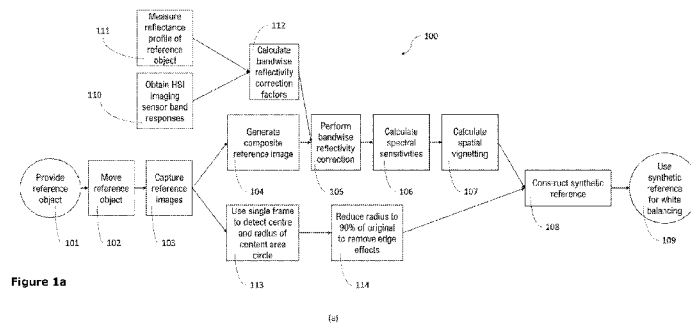 111
Measure
reflectance
profile of
reference
object
112
Calculate
bandwise
reflectivity
correction
factors
100
110
Obtain HSI
imaging
sensor band
responses
Provide
reference
object
101
Move
reference
object
102
Capture
reference
images
103
Generate
composite
reference image
104
Perform
bandwise
reflectivity
correction
105
Calculate
spectral
sensitivities
106
Calculate
spatial
vignetting
107
Use single frame
to detect centre
and radius of
content area
circle
113
Reduce radius to
90% of original
to remove edge
effects
114
Construct synthetic
reference
108
Use
synthetic
reference
for white
balancing
109
Figure 1a
(a)